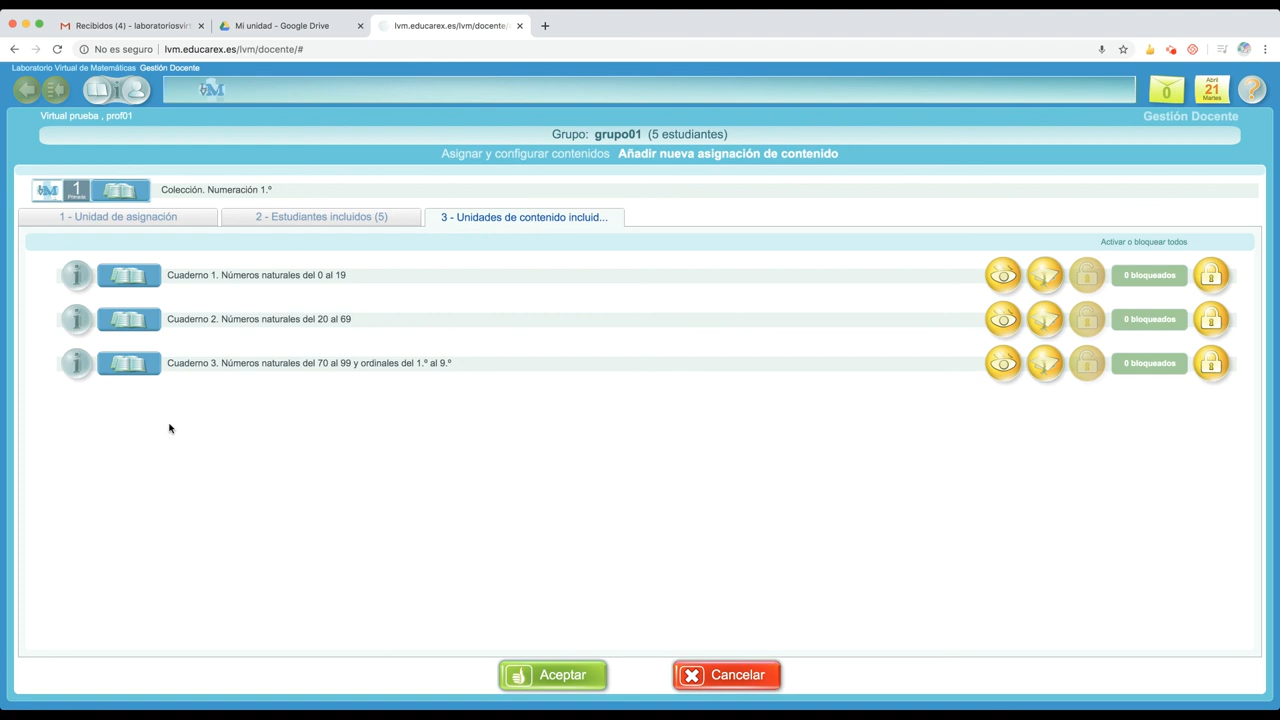 Recibidos (4) - laboratoriosvir
Mi unidad - Google Drive
lvm.educarex.es/lvm/docente/
No es seguro | lvm.educarex.es/lvm/docente/#
Laboratorio Virtual de Matemáticas Gestión Docente
0
Abril
21
Martes
?
Virtual prueba , prof01
Gestión Docente
Grupo: grupo01 (5 estudiantes)
Asignar y configurar contenidos Añadir nueva asignación de contenido
1
Primaria
Colección. Numeración 1.º
1 - Unidad de asignación
2 - Estudiantes incluidos (5)
3 - Unidades de contenido incluid...
Activar o bloquear todos
i
Cuaderno 1. Números naturales del 0 al 19
0 bloqueados
i
Cuaderno 2. Números naturales del 20 al 69
0 bloqueados
i
Cuaderno 3. Números naturales del 70 al 99 y ordinales del 1.º al 9.º
0 bloqueados
Aceptar
Cancelar